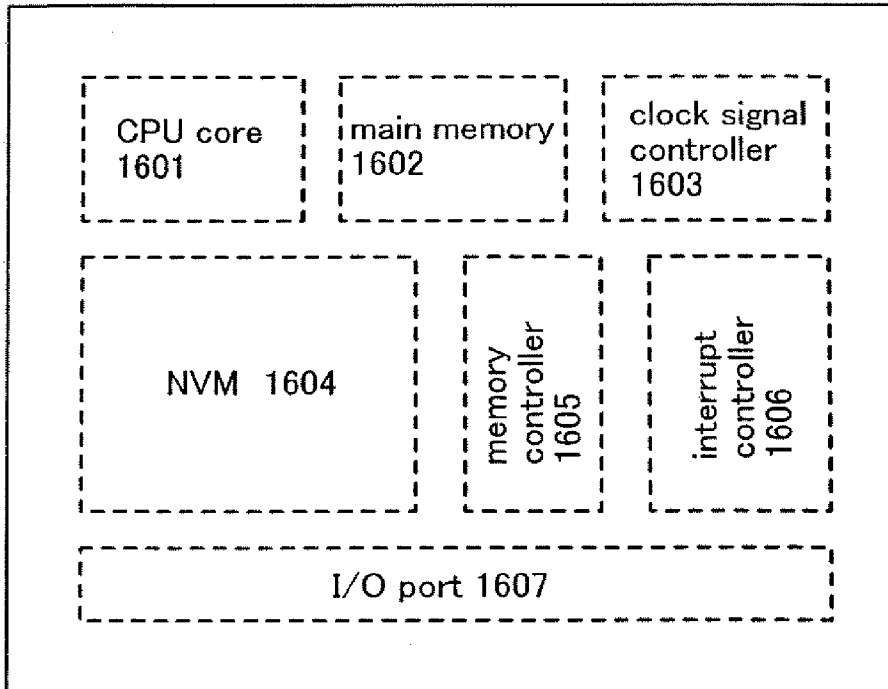 CPU core
1601
main memory
1602
clock signal
controller
1603
NVM 1604
memory
controller
1605
interrupt
controller
1606
I/O port 1607